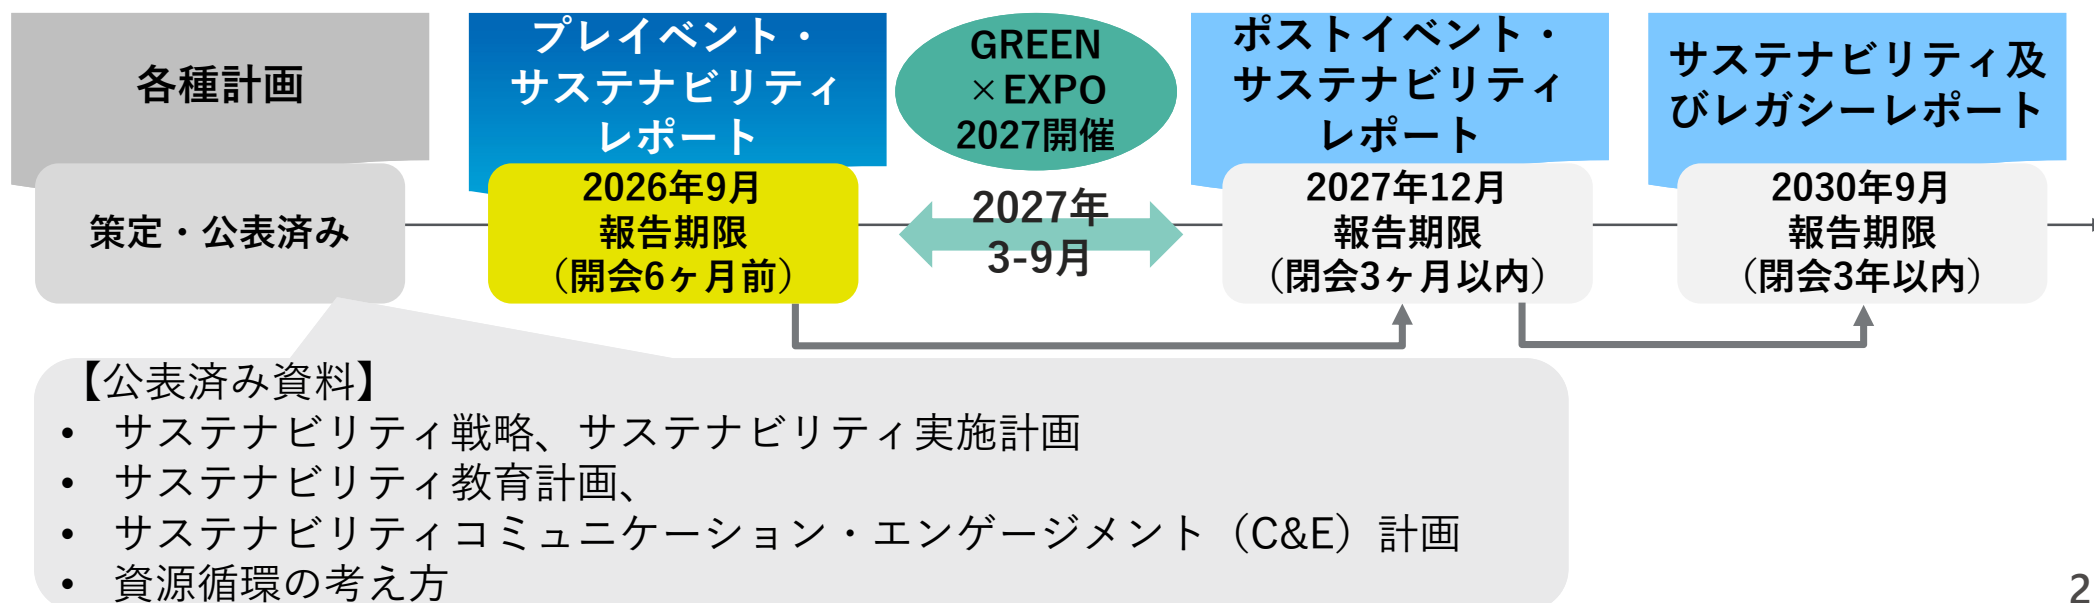 各種計画
策定・公表済み
プレイベント・
サステナビリティ
レポート
2026年9月
報告期限
（開会6ヶ月前）
GREEN
×EXPO
2027開催
2027年
3-9月
ポストイベント・
サステナビリティ
レポート
2027年12月
報告期限
（閉会3ヶ月以内）
サステナビリティ及
びレガシーレポート
2030年9月
報告期限
（閉会3年以内）
【公表済み資料】
• サステナビリティ戦略、サステナビリティ実施計画
• サステナビリティ教育計画、
• サステナビリティコミュニケーション・エンゲージメント（C&E）計画
• 資源循環の考え方
2